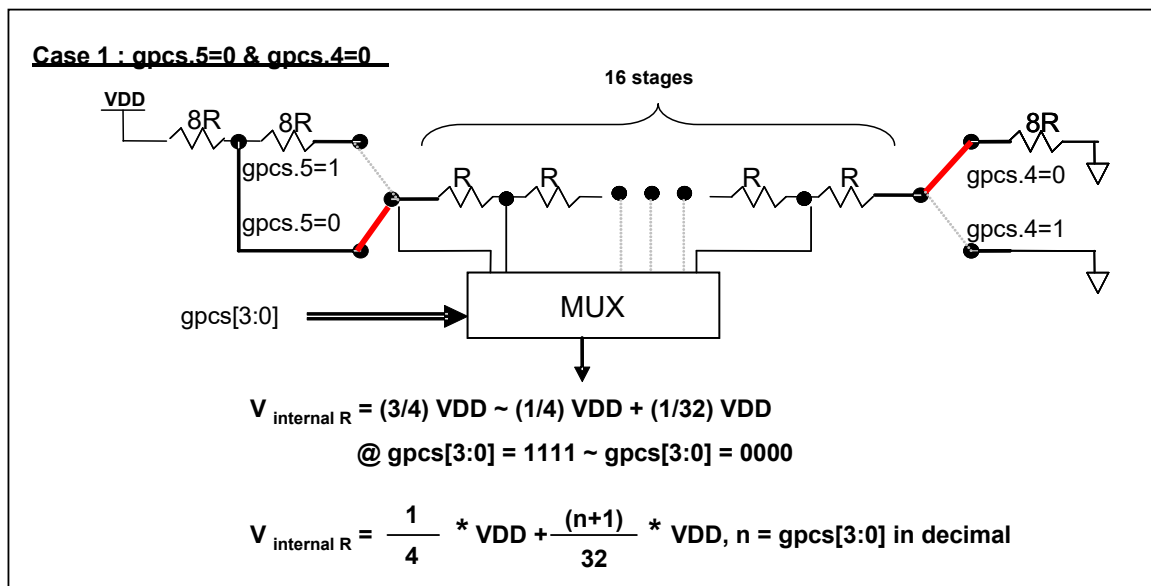 Case 1 : gpcs.5=0 & gpcs.4=0
16 stages
VDD
8R 8R 8R
gpcs.5=1 gpcs.4=0
R R R R
gpcs.5=0 gpcs.4=1
gpcs[3:0] MUX
V internal R = (3/4) VDD ~ (1/4) VDD + (1/32) VDD
@ gpcs[3:0] = 1111 ~ gpcs[3:0] = 0000
V internal R = 1/4 * VDD + (n+1)/32 * VDD, n = gpcs[3:0] in decimal